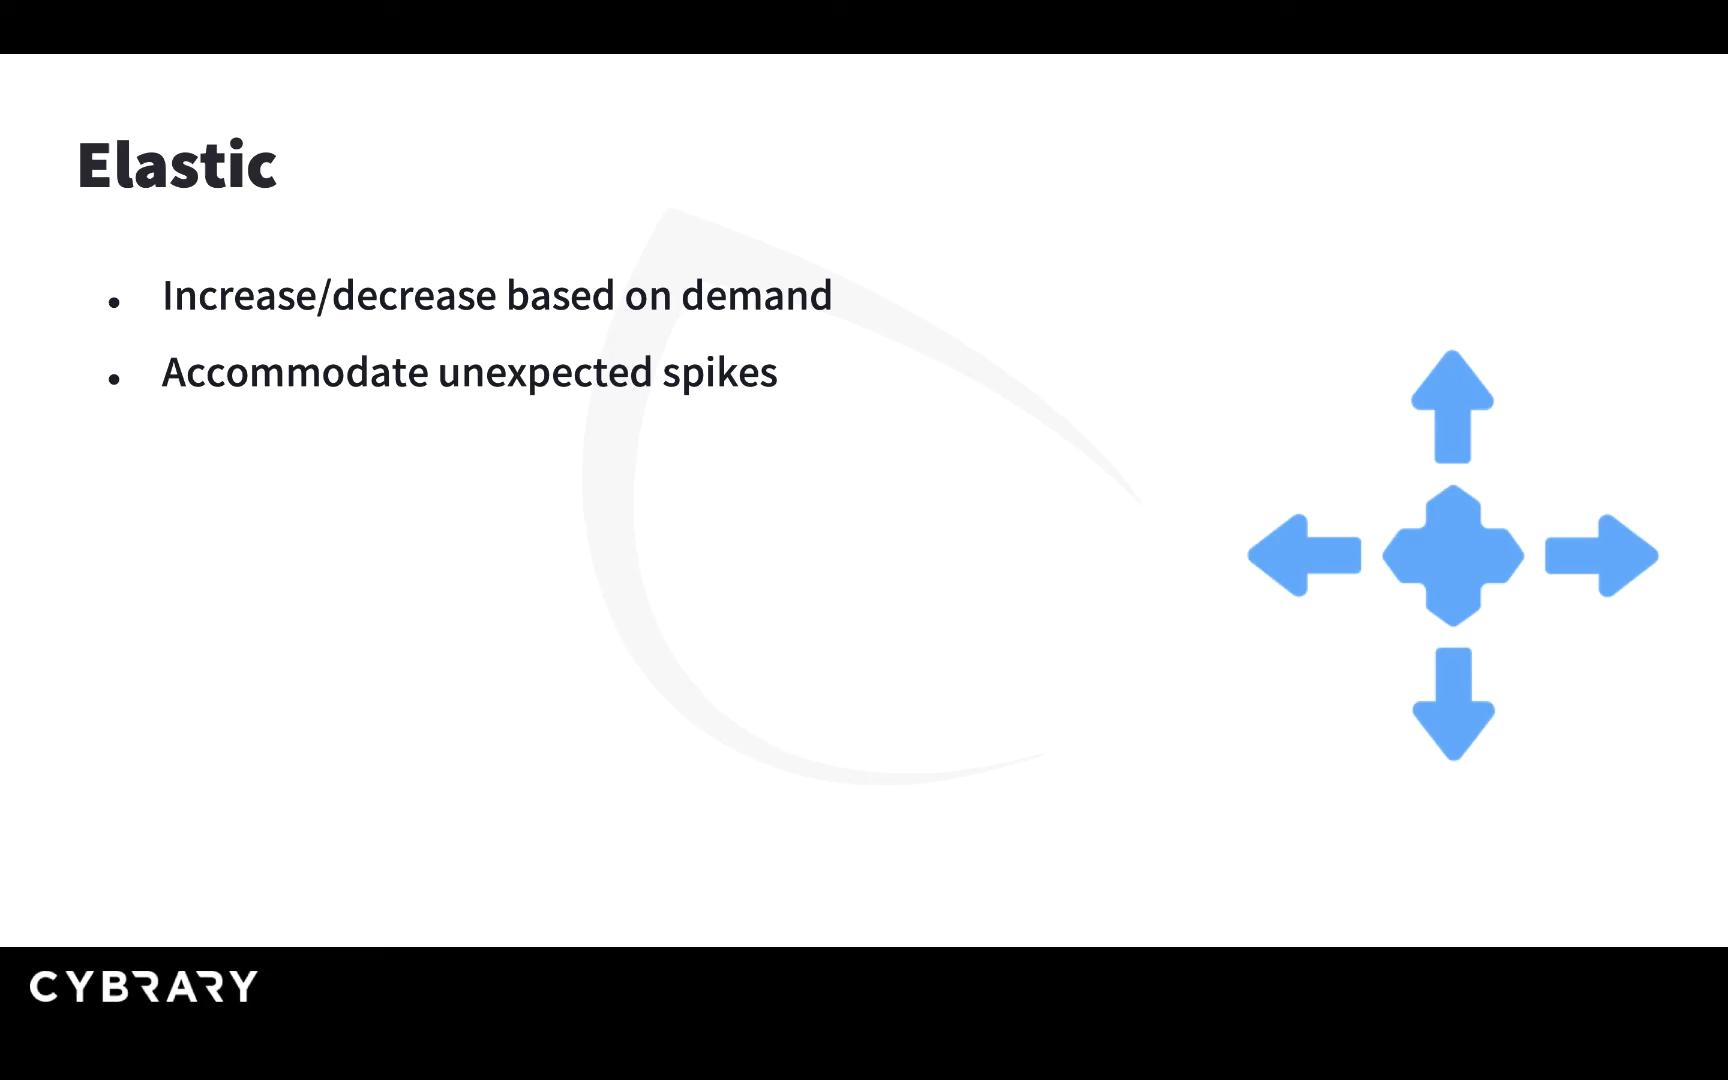 Elastic
• Increase/decrease based on demand
• Accommodate unexpected spikes
CYBRARY